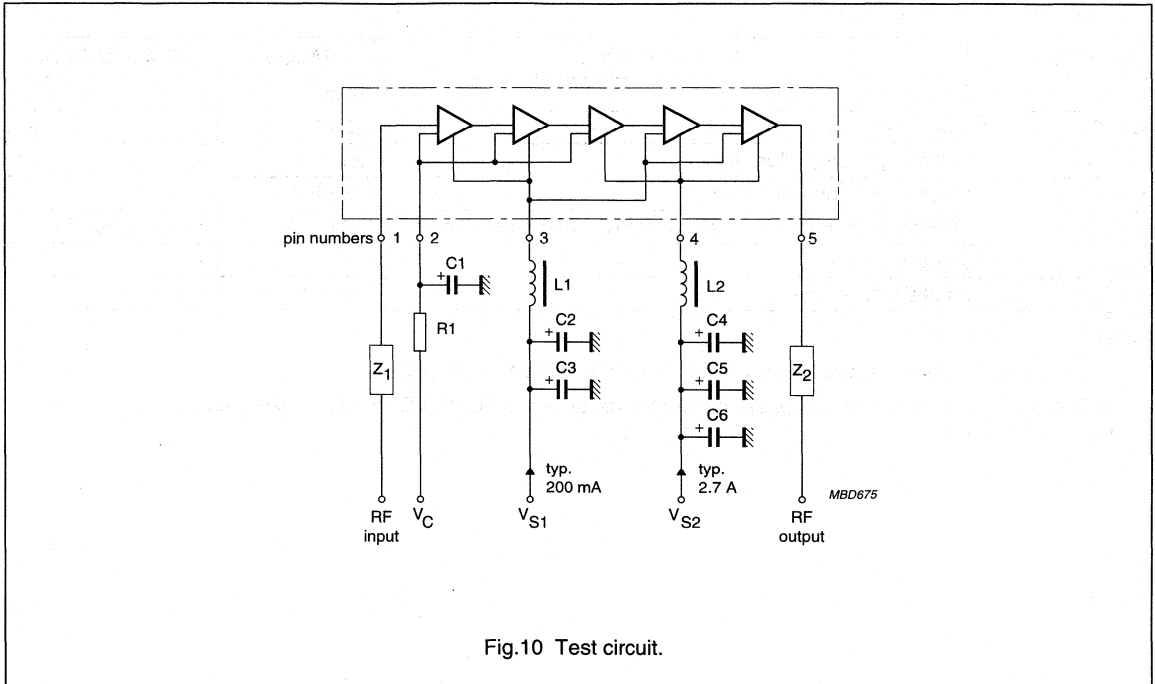 pin numbers 1 2 3 4 5
C1
+
L1
L2
R1
C2
+
C4
+
Z1
C3
+
C5
+
Z2
C6
+
typ.
200 mA
typ.
2.7 A
MBD675
RF
input
VC
VS1
VS2
RF
output
Fig.10 Test circuit.